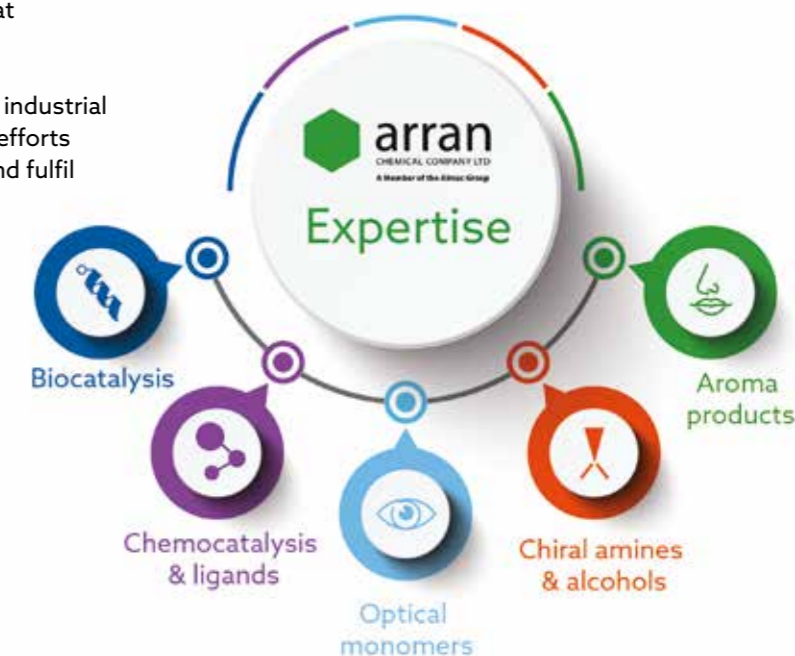 at
industrial
efforts
nd fulfil
arran
CHEMICAL COMPANY LTD
A Member of the Almac Group
Expertise
Biocatalysis
Chemocatalysis
& ligands
Optical
monomers
Chiral amines
& alcohols
Aroma
products